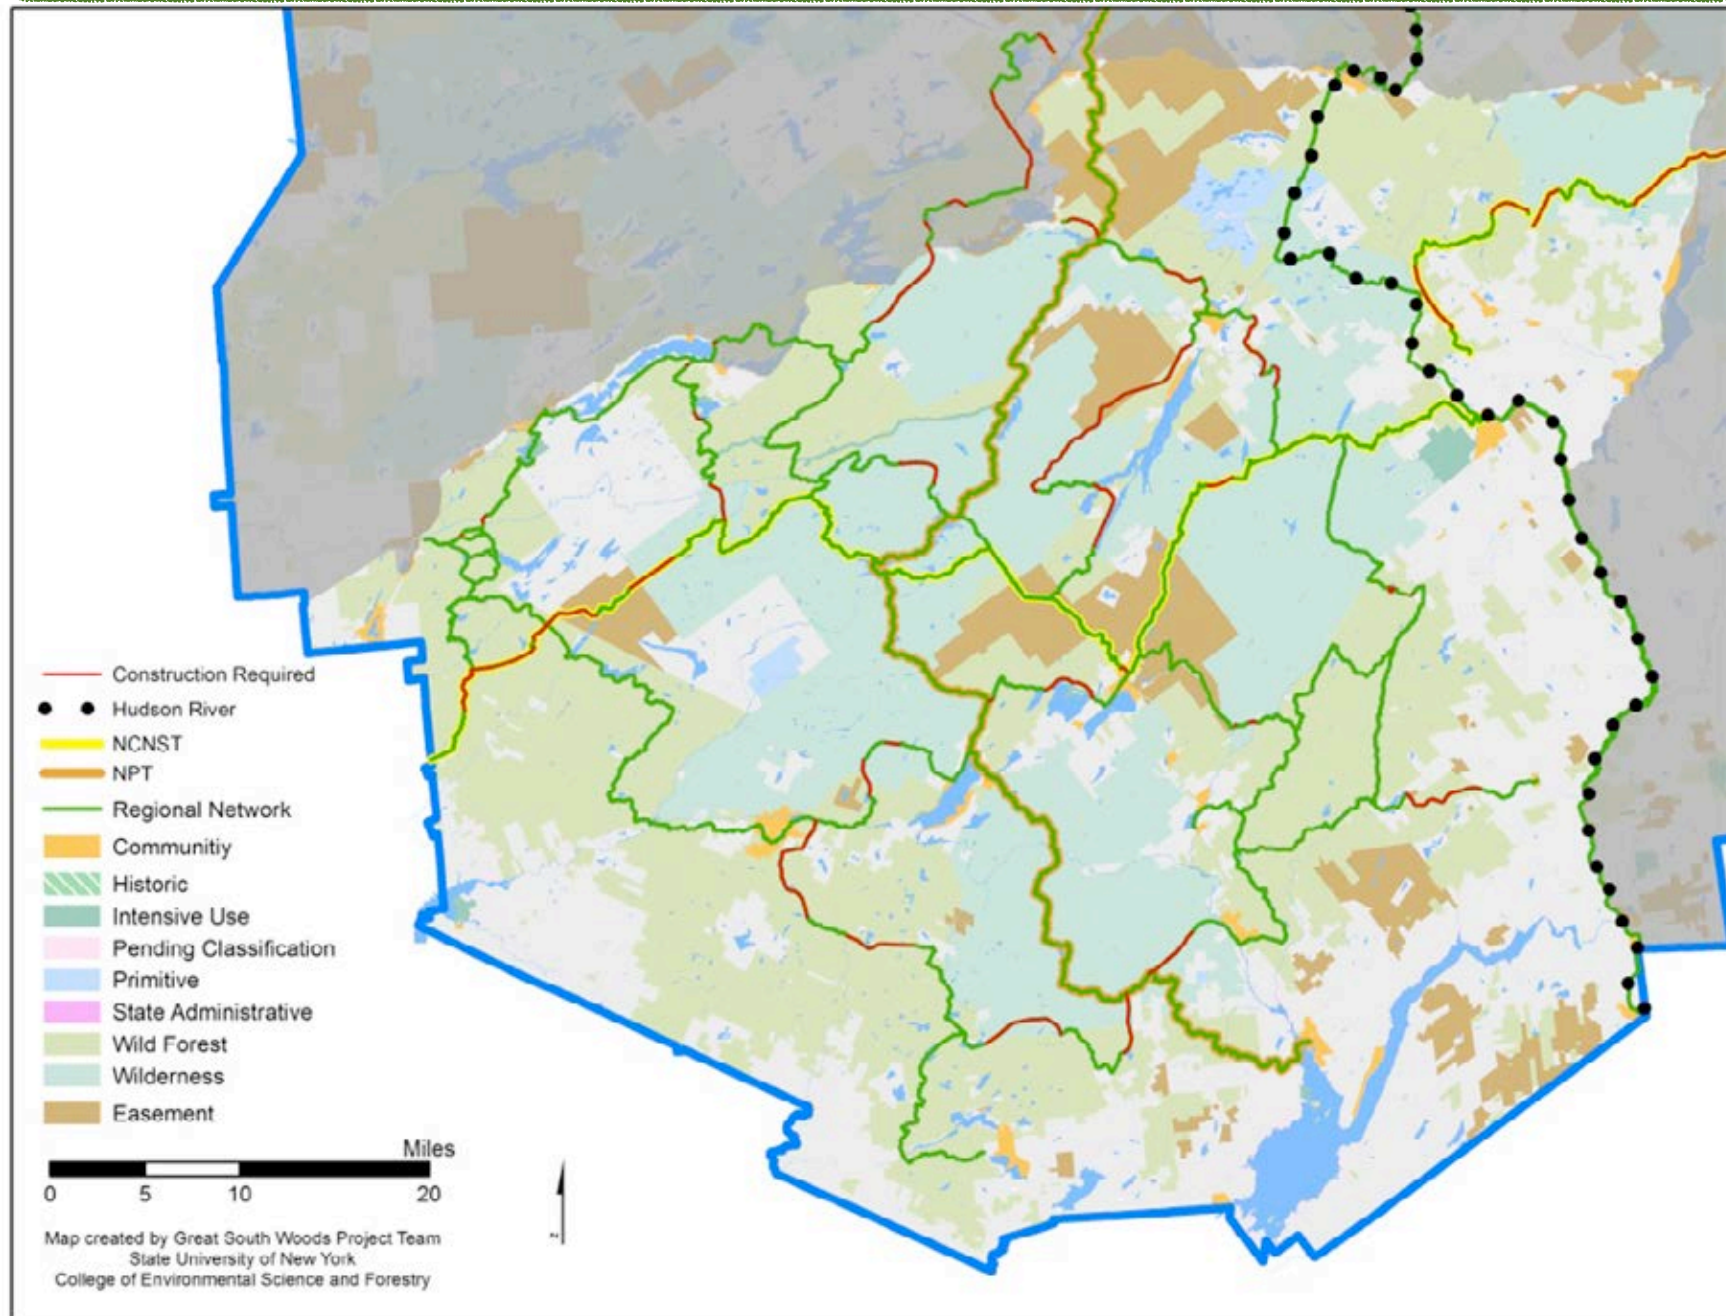 Construction Required
Hudson River
NCNST
NPT
Regional Network
Communitiy
Historic
Intensive Use
Pending Classification
Primitive
State Administrative
Wild Forest
Wilderness
Easement
Miles
0 5 10 20
Map created by Great South Woods Project Team
State University of New York
College of Environmental Science and Forestry